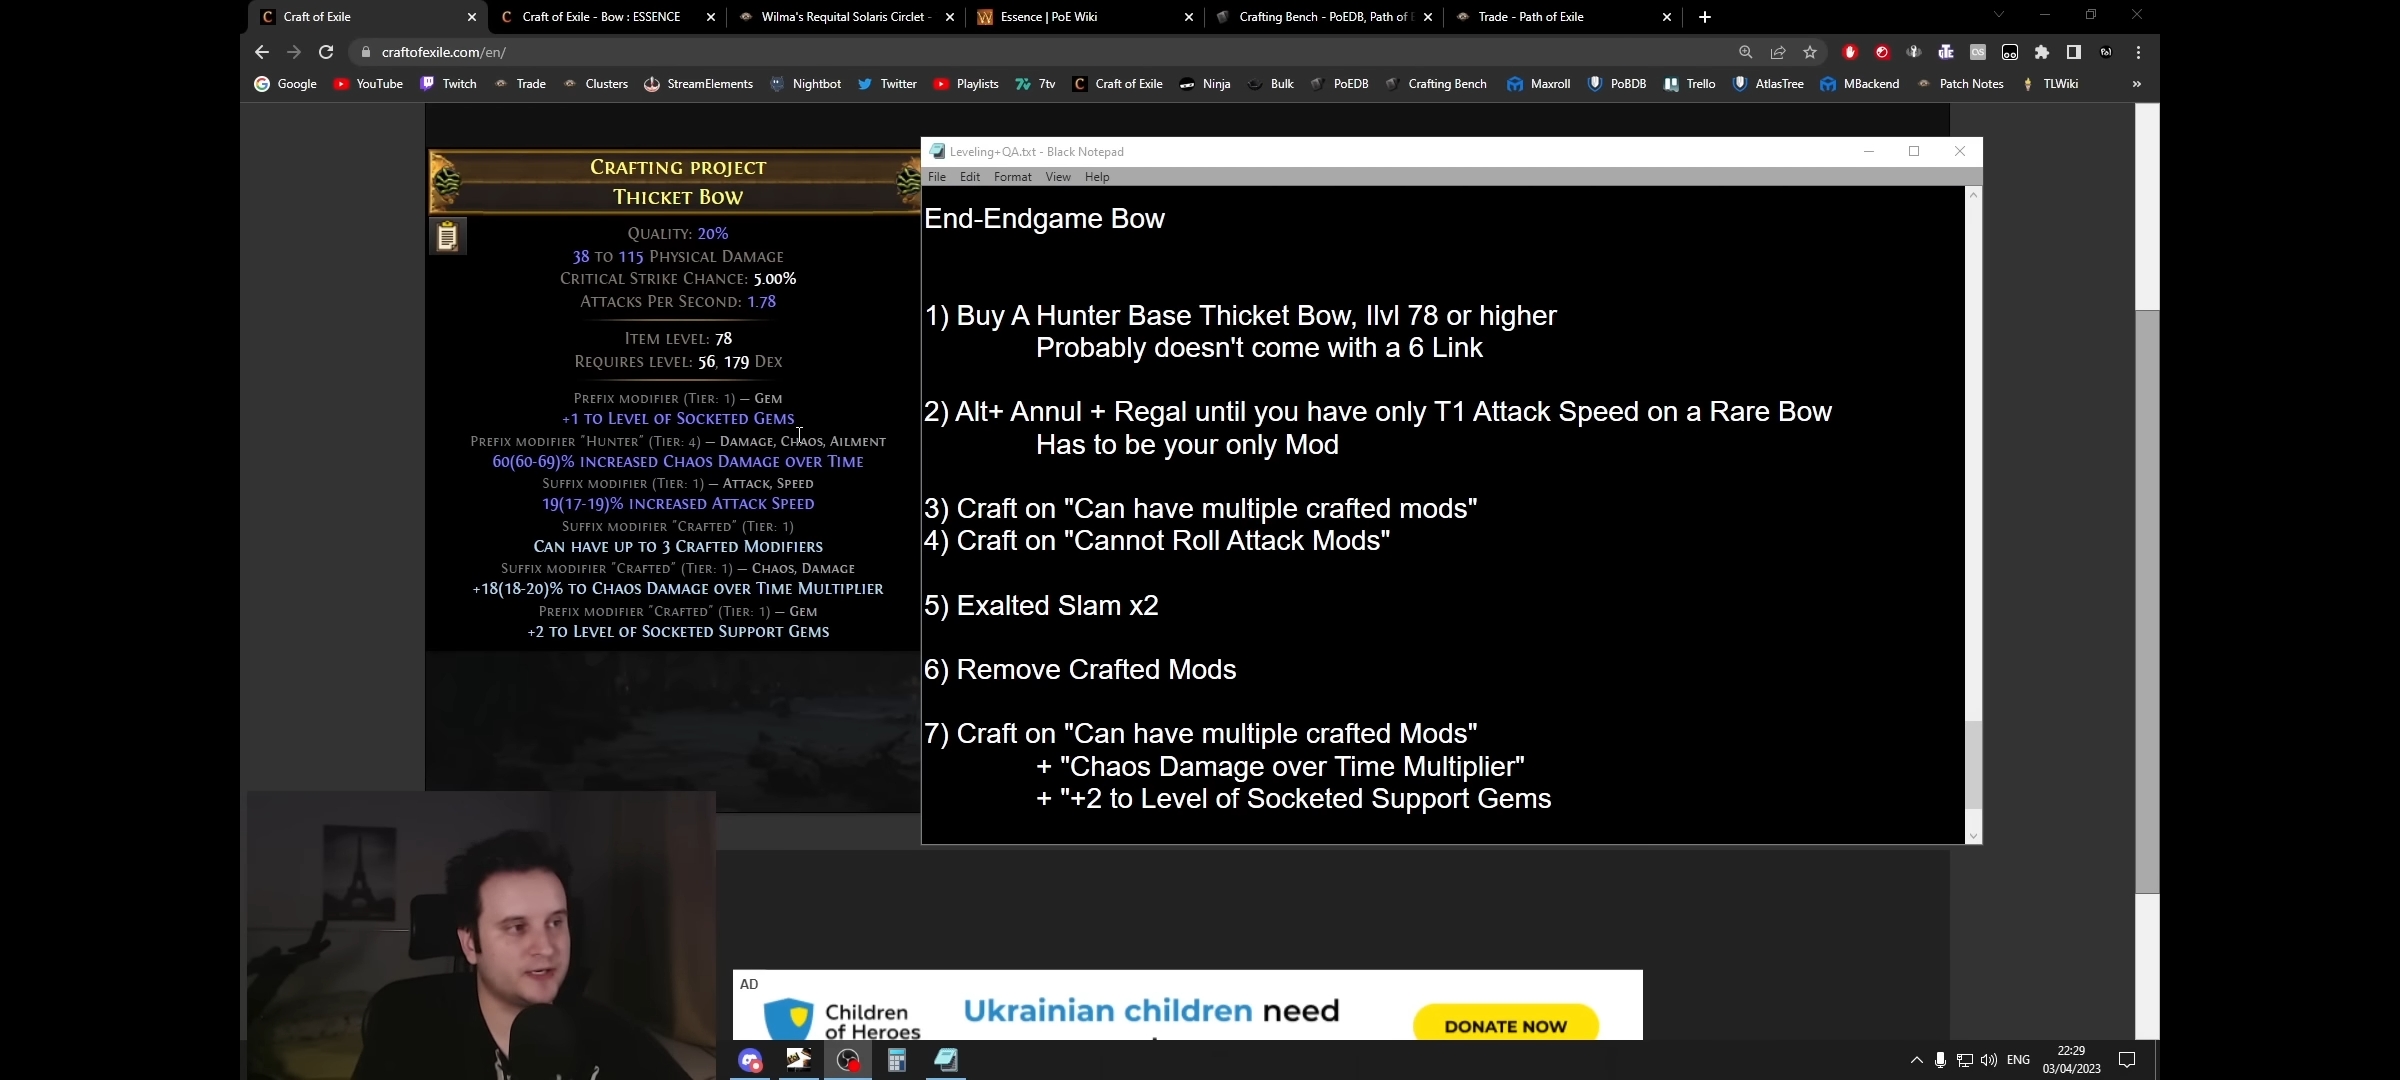 Craft of Exile
Craft of Exile - Bow : ESSENCE
Wilma's Requital Solaris Circlet -
Essence | PoE Wiki
Crafting Bench - PoEDB, Path of E
Trade - Path of Exile
craftofexile.com/en/
Google
YouTube
Twitch
Trade
Clusters
StreamElements
Nightbot
Twitter
Playlists
7tv
Craft of Exile
Ninja
Bulk
PoEDB
Crafting Bench
Maxroll
PoBDB
Trello
AtlasTree
MBackend
Patch Notes
TLWiki
»
Crafting project
Thicket Bow
Quality: 20%
38 to 115 Physical Damage
Critical Strike Chance: 5.00%
Attacks Per Second: 1.78
Item level: 78
Requires level: 56, 179 Dex
Prefix modifier (Tier: 1) — Gem
+1 to Level of Socketed Gems
Prefix modifier "Hunter" (Tier: 4) — Damage, Chaos, Ailment
60(60-69)% increased Chaos Damage over Time
Suffix modifier (Tier: 1) — Attack, Speed
19(17-19)% increased Attack Speed
Suffix modifier "Crafted" (Tier: 1)
Can have up to 3 Crafted Modifiers
Suffix modifier "Crafted" (Tier: 1) — Chaos, Damage
+18(18-20)% to Chaos Damage over Time Multiplier
Prefix modifier "Crafted" (Tier: 1) — Gem
+2 to Level of Socketed Support Gems
Leveling+QA.txt - Black Notepad
File Edit Format View Help
End-Endgame Bow
1) Buy A Hunter Base Thicket Bow, Ilvl 78 or higher
Probably doesn't come with a 6 Link
2) Alt+ Annul + Regal until you have only T1 Attack Speed on a Rare Bow
Has to be your only Mod
3) Craft on "Can have multiple crafted mods"
4) Craft on "Cannot Roll Attack Mods"
5) Exalted Slam x2
6) Remove Crafted Mods
7) Craft on "Can have multiple crafted Mods"
+ "Chaos Damage over Time Multiplier"
+ "+2 to Level of Socketed Support Gems
AD
Children
of Heroes
Ukrainian children need
DONATE NOW
ENG
22:29
03/04/2023